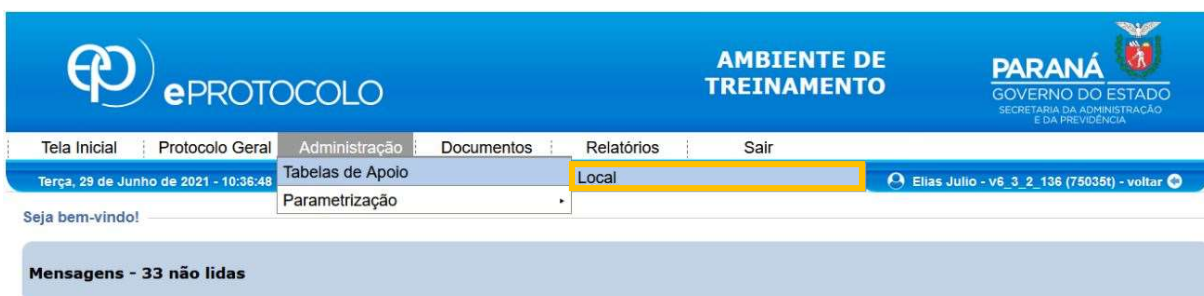 ep ePROTOCOLO
AMBIENTE DE
TREINAMENTO
PARANÁ
GOVERNO DO ESTADO
SECRETARIA DA ADMINISTRAÇÃO
E DA PREVIDÊNCIA
Tela Inicial Protocolo Geral Administração Documentos Relatórios Sair
Terça, 29 de Junho de 2021 - 10:36:48 Tabelas de Apoio Local Elias Julio - v6_3_2_136 (75035t) - voltar
Parametrização
Seja bem-vindo!
Mensagens - 33 não lidas